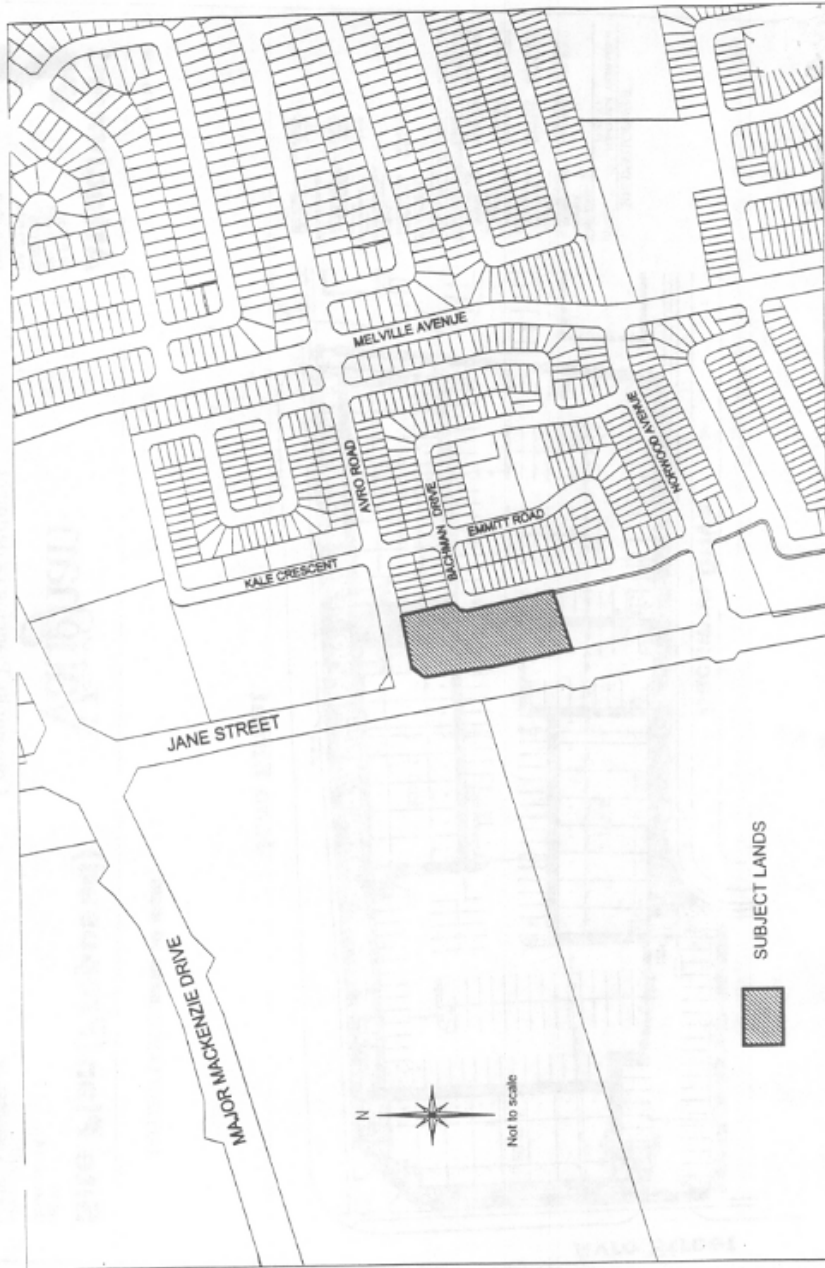 MELVILLE AVENUE
AVRO ROAD
BACHMAN DRIVE
NORWOOD AVENUE
EMMITT ROAD
KALE CRESCENT
JANE STREET
MAJOR MACKENZIE DRIVE
SUBJECT LANDS
N
Not to scale